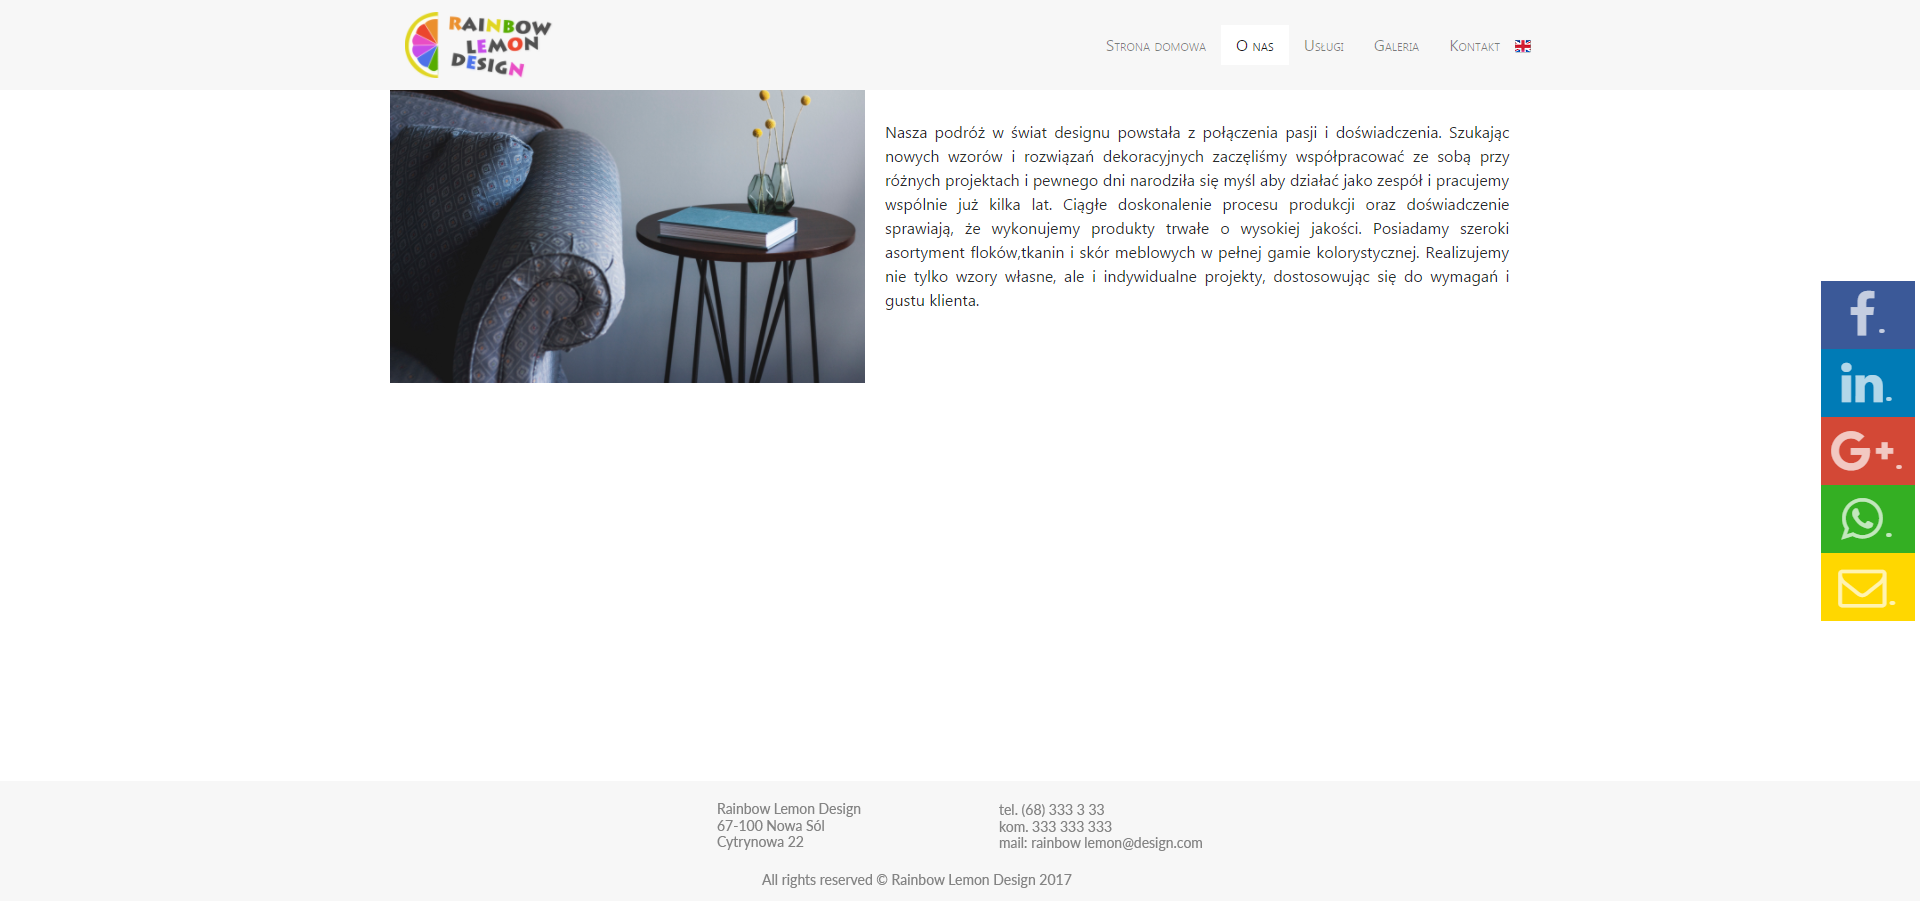 RAINBOW
LEMON
DESIGN
Strona domowa O nas Usługi Galeria Kontakt
Nasza podróż w świat designu powstała z połączenia pasji i doświadczenia. Szukając
nowych wzorów i rozwiązań dekoracyjnych zaczęliśmy współpracować ze sobą przy
różnych projektach i pewnego dni narodziła się myśl aby działać jako zespół i pracujemy
wspólnie już kilka lat. Ciągłe doskonalenie procesu produkcji oraz doświadczenie
sprawiają, że wykonujemy produkty trwałe o wysokiej jakości. Posiadamy szeroki
asortyment floków,tkanin i skór meblowych w pełnej gamie kolorystycznej. Realizujemy
nie tylko wzory własne, ale i indywidualne projekty, dostosowując się do wymagań i
gustu klienta.
f.
in.
G+.
.
.
Rainbow Lemon Design
67-100 Nowa Sól
Cytrynowa 22
tel. (68) 333 3 33
kom. 333 333 333
mail: rainbow lemon@design.com
All rights reserved © Rainbow Lemon Design 2017